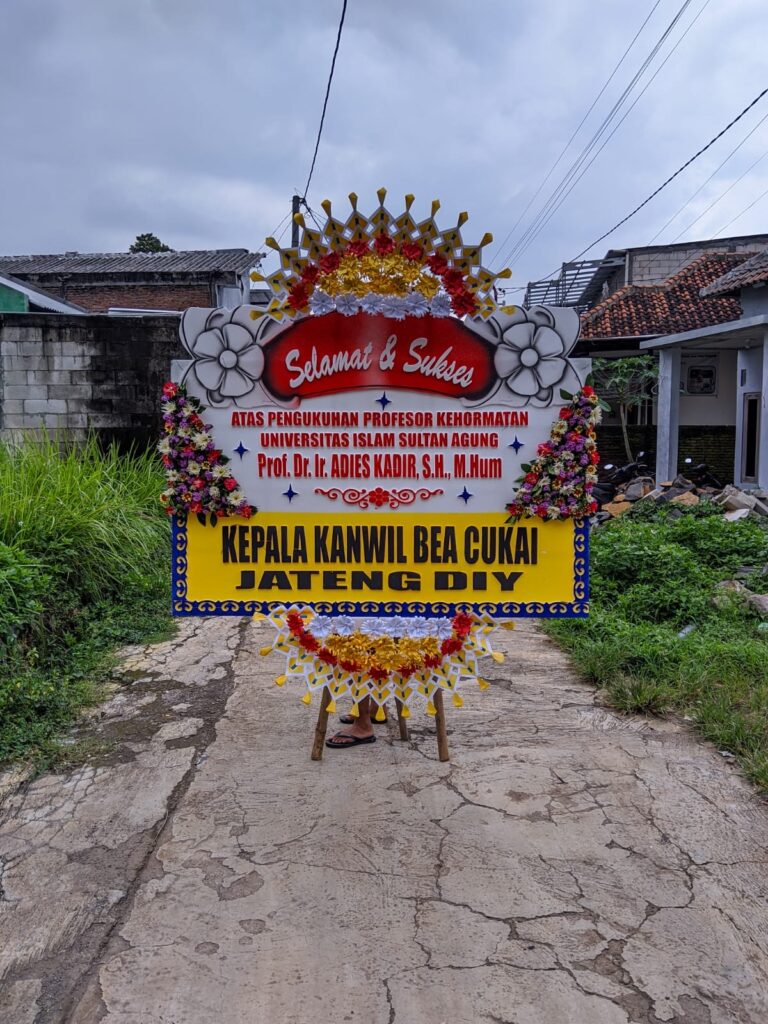 Selamat & Sukses
ATAS PENGUKUHAN PROFESOR KEHORMATAN
UNIVERSITAS ISLAM SULTAN AGUNG
Prof. Dr. Ir. ADIES KADIR, S.H., M.Hum
KEPALA KANWIL BEA CUKAI
JATENG DIY